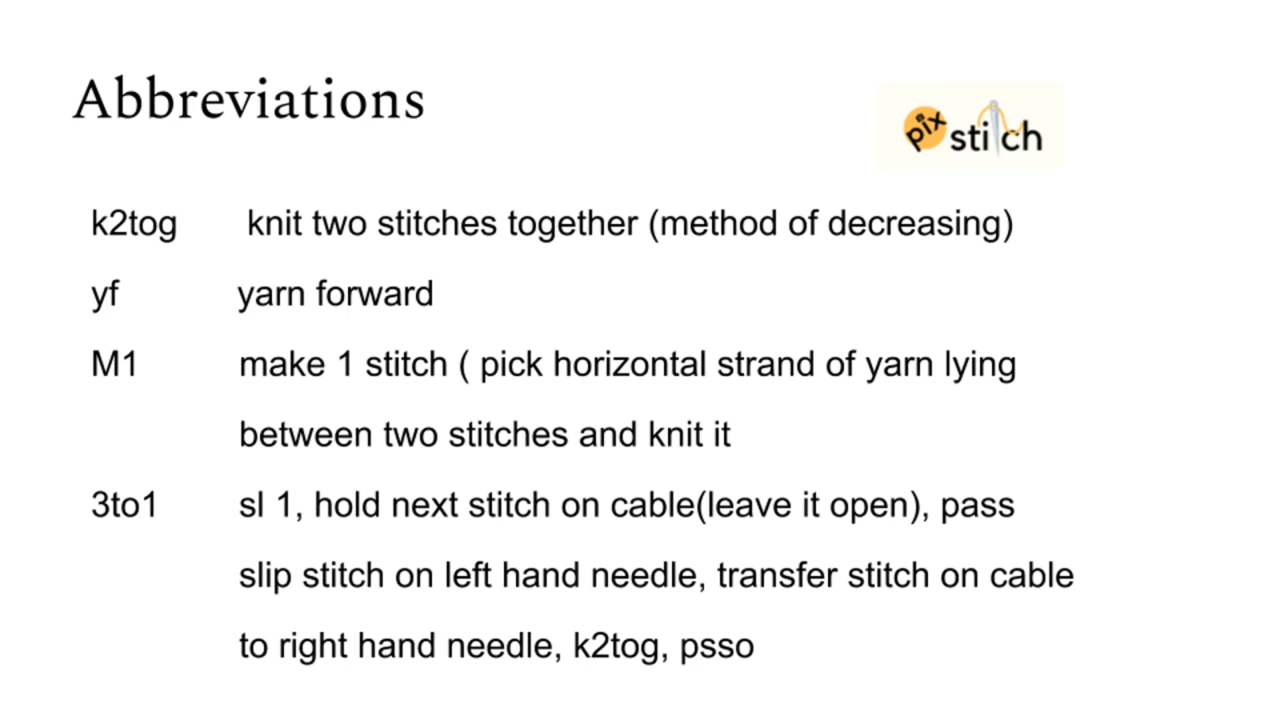 Abbreviations
pix stitch
k2tog knit two stitches together (method of decreasing)
yf yarn forward
M1 make 1 stitch ( pick horizontal strand of yarn lying
between two stitches and knit it
3to1 sl 1, hold next stitch on cable(leave it open), pass
slip stitch on left hand needle, transfer stitch on cable
to right hand needle, k2tog, psso